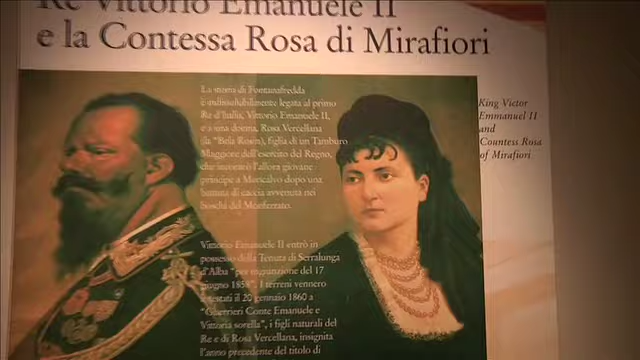 Re Vittorio Emanuele II
e la Contessa Rosa di Mirafiori
La storia di Fontanafredda
è indissolubilmente legata al primo
Re d'Italia, Vittorio Emanuele II,
e a una donna, Rosa Vercellana
(la "Bela Rosin), figlia di un Tamburo
Maggiore dell'esercito del Regno,
che incontrò l'allora giovane
principe a Moncalvo dopo una
battuta di caccia avvenuta nei
boschi del Monferrato.
Vittorio Emanuele II entrò in
possesso della Tenuta di Serralunga
d'Alba "per migranzione del 17
giugno 1858". I terreni vennero
intestati il 20 gennaio 1860 a
"Guerrieri Conte Emanuele e
Vittoria sorella", i figli naturali del
Re e di Rosa Vercellana, insignita
l'anno precedente del titolo di
King Victor
Emmanuel II
and
Countess Rosa
of Mirafiori